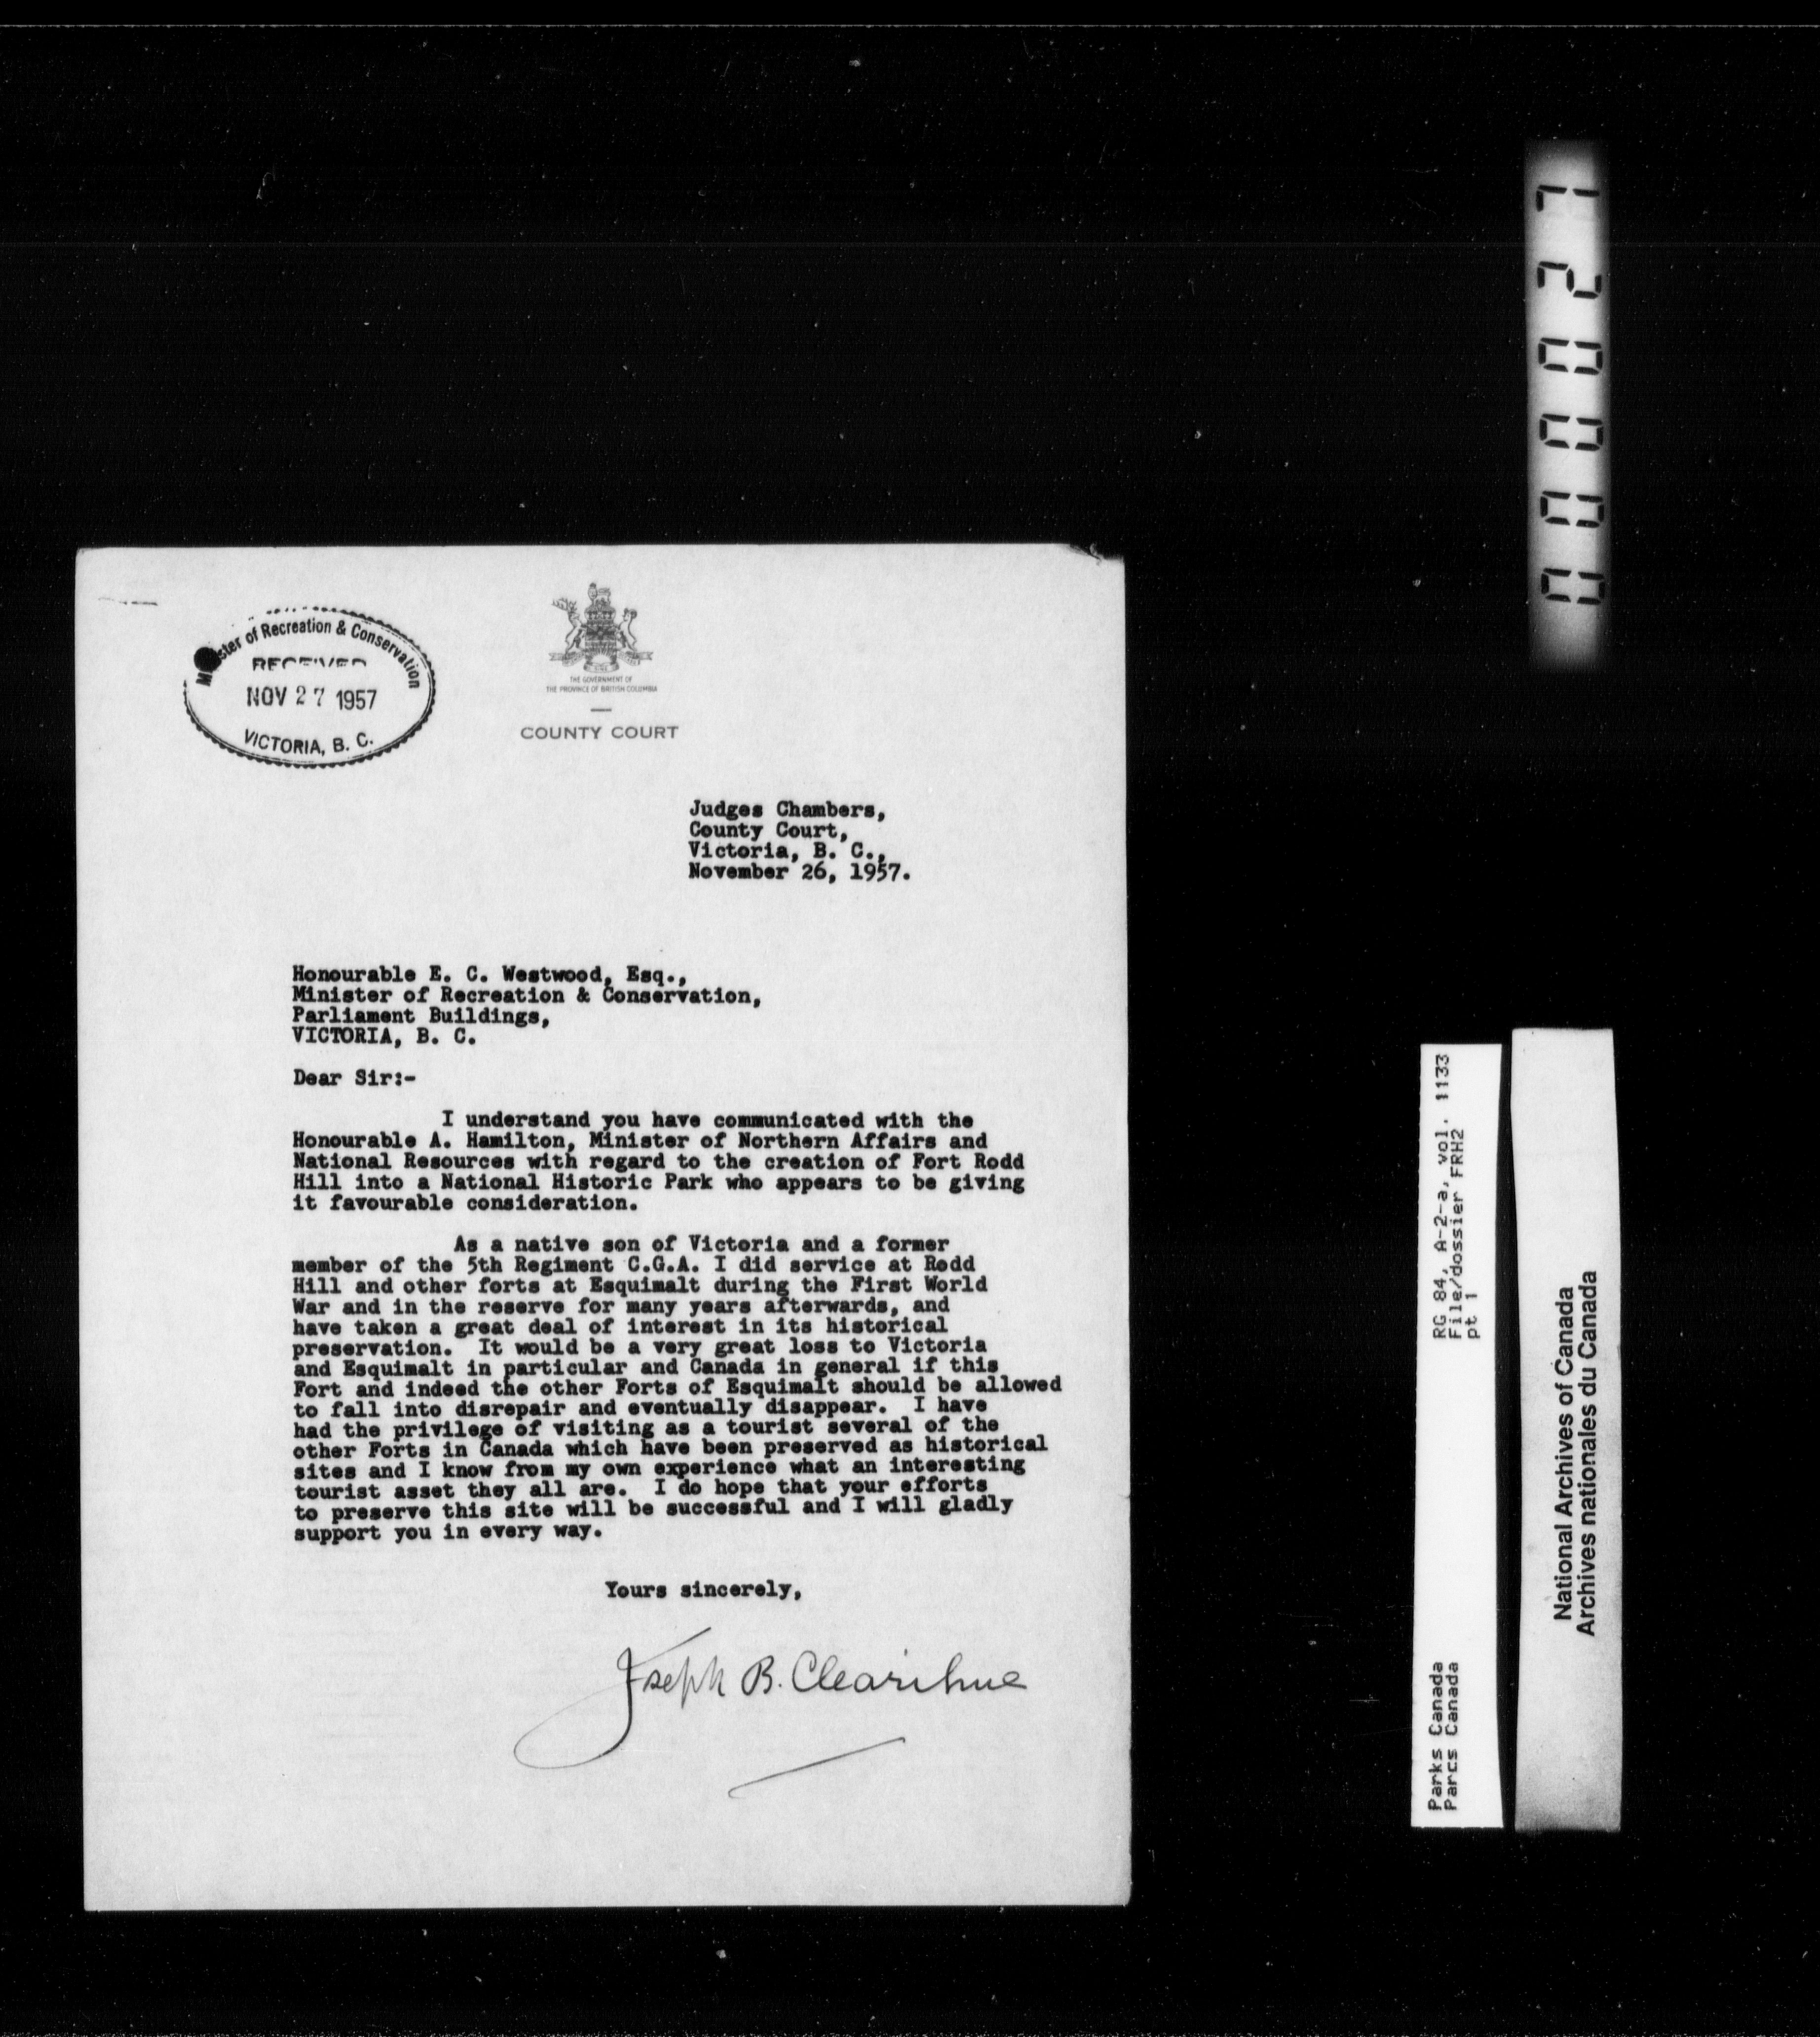 Minister of Recreation & Conservation
RECEIVED
NOV 27 1957
VICTORIA, B. C.
THE GOVERNMENT OF
THE PROVINCE OF BRITISH COLUMBIA
COUNTY COURT
Judges Chambers,
County Court,
Victoria, B. C.,
November 26, 1957.
Honourable E. C. Westwood, Esq.,
Minister of Recreation & Conservation,
Parliament Buildings,
VICTORIA, B. C.
Dear Sir:-
I understand you have communicated with the
Honourable A. Hamilton, Minister of Northern Affairs and
National Resources with regard to the creation of Fort Rodd
Hill into a National Historic Park who appears to be giving
it favourable consideration.
As a native son of Victoria and a former
member of the 5th Regiment C.G.A. I did service at Rodd
Hill and other forts at Esquimalt during the First World
War and in the reserve for many years afterwards, and
have taken a great deal of interest in its historical
preservation. It would be a very great loss to Victoria
and Esquimalt in particular and Canada in general if this
Fort and indeed the other Forts of Esquimalt should be allowed
to fall into disrepair and eventually disappear. I have
had the privilege of visiting as a tourist several of the
other Forts in Canada which have been preserved as historical
sites and I know from my own experience what an interesting
tourist asset they all are. I do hope that your efforts
to preserve this site will be successful and I will gladly
support you in every way.
Yours sincerely,
Joseph B. Clearihue
000027
RG 84, A-2-a, vol. 1133
File/dossier FRH2
pt 1
Parks Canada
Parcs Canada
National Archives of Canada
Archives nationales du Canada